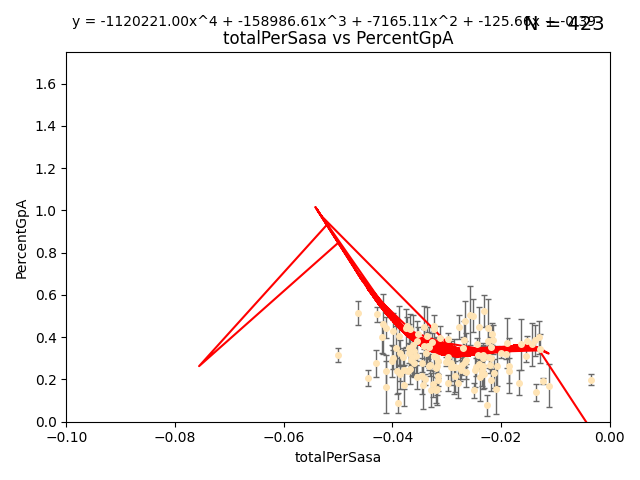 y = -1120221.00x^4 + -158986.61x^3 + -7165.11x^2 + -125.66x + -0.39
N = 423
totalPerSasa vs PercentGpA
PercentGpA
1.6
1.4
1.2
1.0
0.8
0.6
0.4
0.2
0.0
−0.10 −0.08 −0.06 −0.04 −0.02 0.00
totalPerSasa